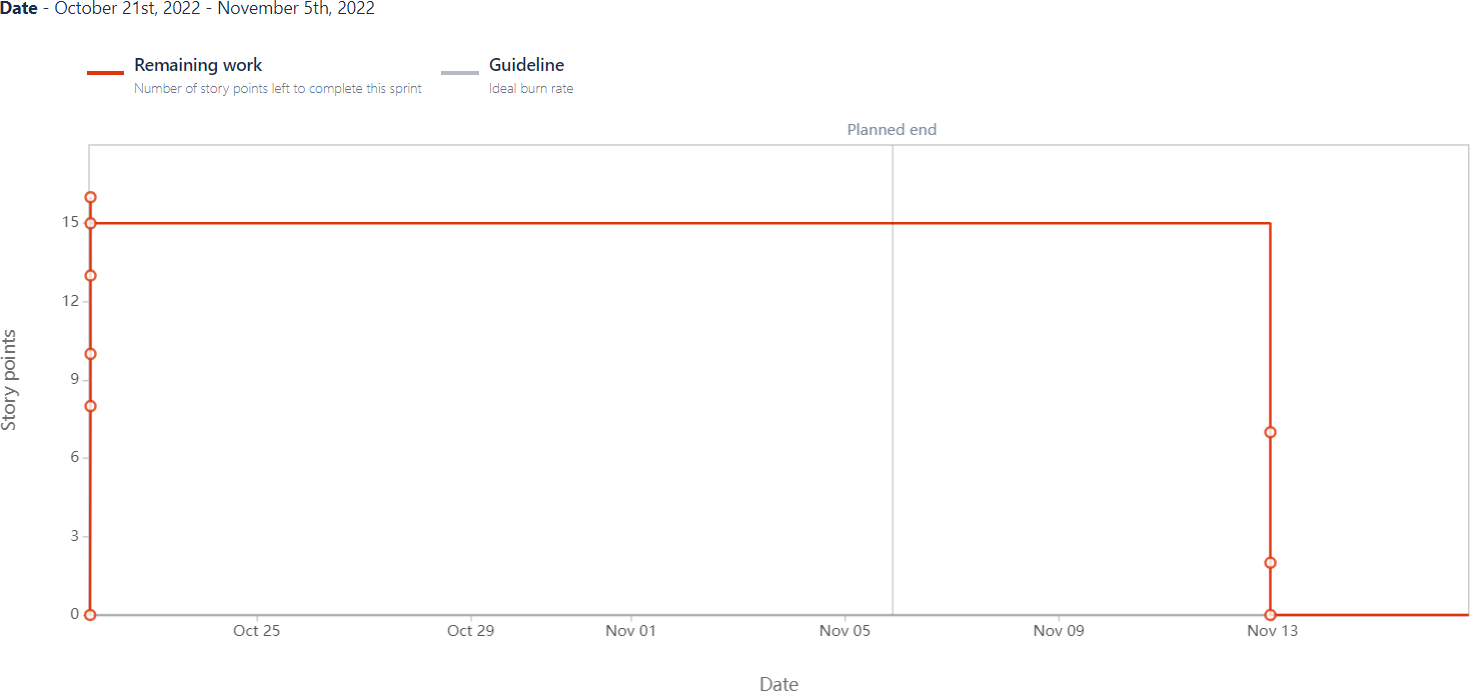 Date - October 21st, 2022 - November 5th, 2022
Remaining work
Number of story points left to complete this sprint
Guideline
Ideal burn rate
Planned end
Story points
15
12
9
6
3
0
Oct 25
Oct 29
Nov 01
Nov 05
Nov 09
Nov 13
Date